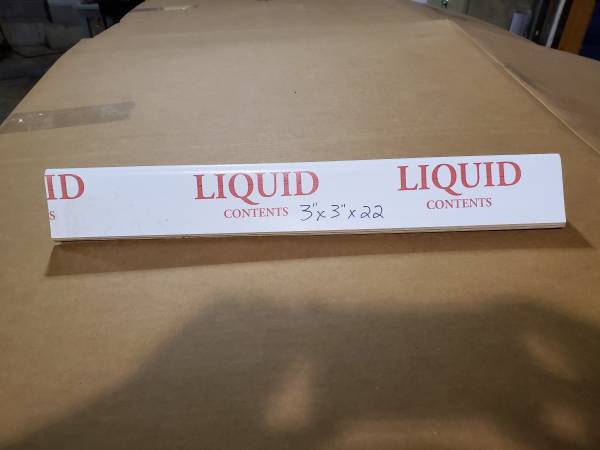 ID
S
LIQUID
CONTENTS
3"x3"x22
LIQUID
CONTENTS